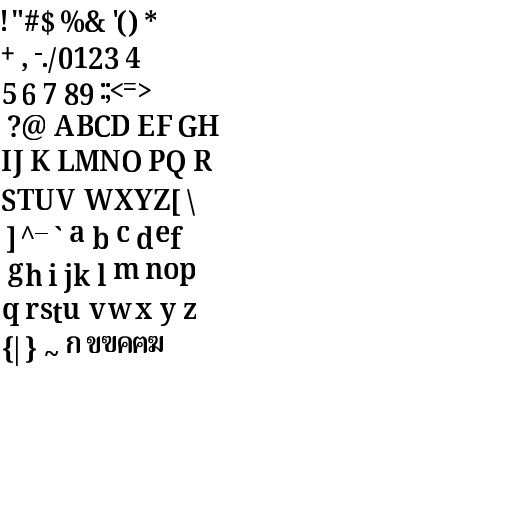 !"#$ %& '() *
+ , -./0123 4
5 6 7 89 :;<=>
?@ ABCD EF GH
IJ K LMNO PQ R
STUV WXYZ[ \
] ^_ ` a b c def
gh i jk l m nop
q rstu vwx y z
{|} ~ ก ขฃคฅฆ